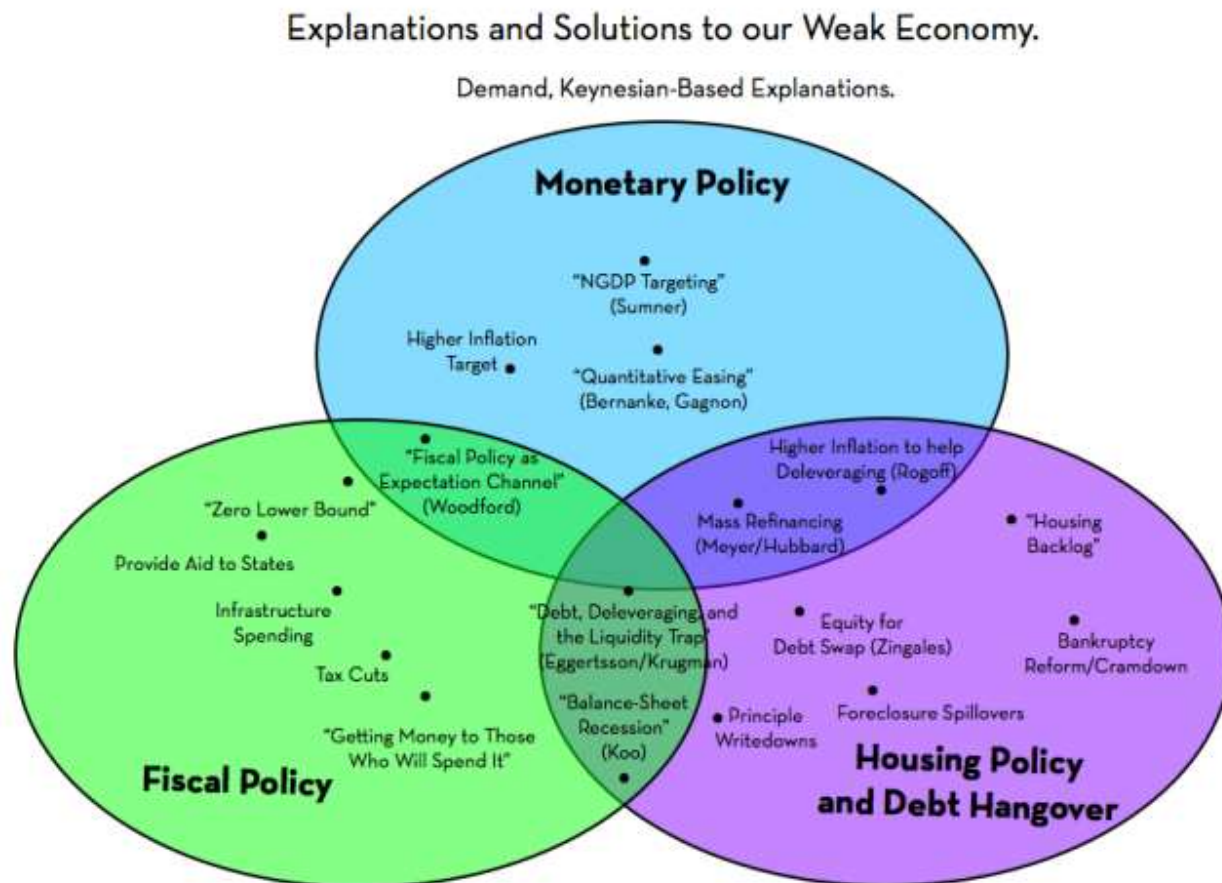 Explanations and Solutions to our Weak Economy.
Demand, Keynesian-Based Explanations.
Monetary Policy
"NGDP Targeting"
(Sumner)
Higher Inflation
Target
"Quantitative Easing"
(Bernanke, Gagnon)
"Fiscal Policy as
Expectation Channel"
(Woodford)
Higher Inflation to help
Deleveraging (Rogoff)
Mass Refinancing
(Meyer/Hubbard)
"Zero Lower Bound"
Provide Aid to States
Infrastructure
Spending
Tax Cuts
"Getting Money to Those
Who Will Spend It"
Fiscal Policy
"Debt, Deleveraging, and
the Liquidity Trap"
(Eggertsson/Krugman)
"Balance-Sheet
Recession"
(Koo)
"Housing
Backlog"
Equity for
Debt Swap (Zingales)
Bankruptcy
Reform/Cramdown
Foreclosure Spillovers
Principle
Writedowns
Housing Policy
and Debt Hangover